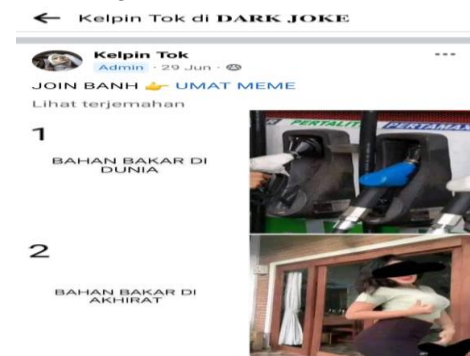 Kelpin Tok di DARK JOKE
Kelpin Tok
Admin · 29 Jun ·
JOIN BANH 👉 UMAT MEME
Lihat terjemahan
1
PERTALIT
PERTAMAX
BAHAN BAKAR DI
DUNIA
2
BAHAN BAKAR DI
AKHIRAT